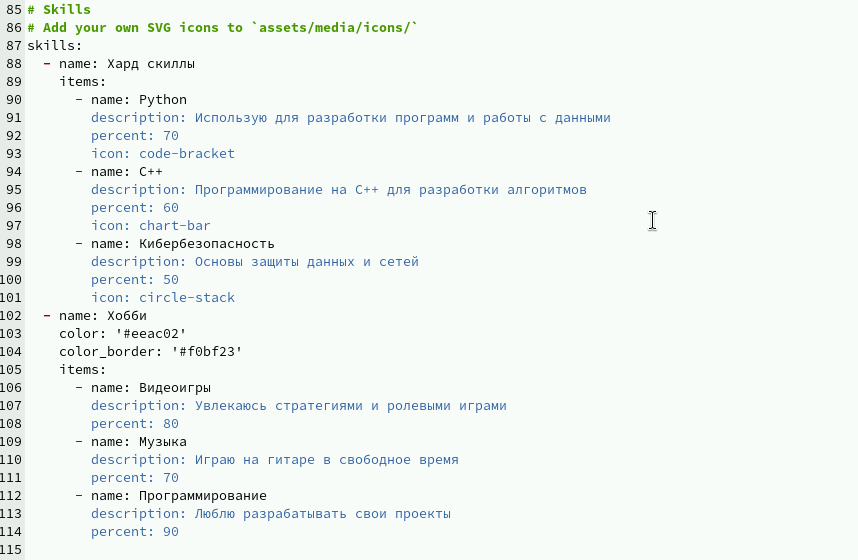 85 # Skills
86 # Add your own SVG icons to `assets/media/icons/`
87 skills:
88   - name: Хард скиллы
89     items:
90       - name: Python
91         description: Использую для разработки программ и работы с данными
92         percent: 70
93         icon: code-bracket
94       - name: C++
95         description: Программирование на C++ для разработки алгоритмов
96         percent: 60
97         icon: chart-bar
98       - name: Кибербезопасность
99         description: Основы защиты данных и сетей
100         percent: 50
101         icon: circle-stack
102   - name: Хобби
103     color: '#eeac02'
104     color_border: '#f0bf23'
105     items:
106       - name: Видеоигры
107         description: Увлекаюсь стратегиями и ролевыми играми
108         percent: 80
109       - name: Музыка
110         description: Играю на гитаре в свободное время
111         percent: 70
112       - name: Программирование
113         description: Люблю разрабатывать свои проекты
114         percent: 90
115